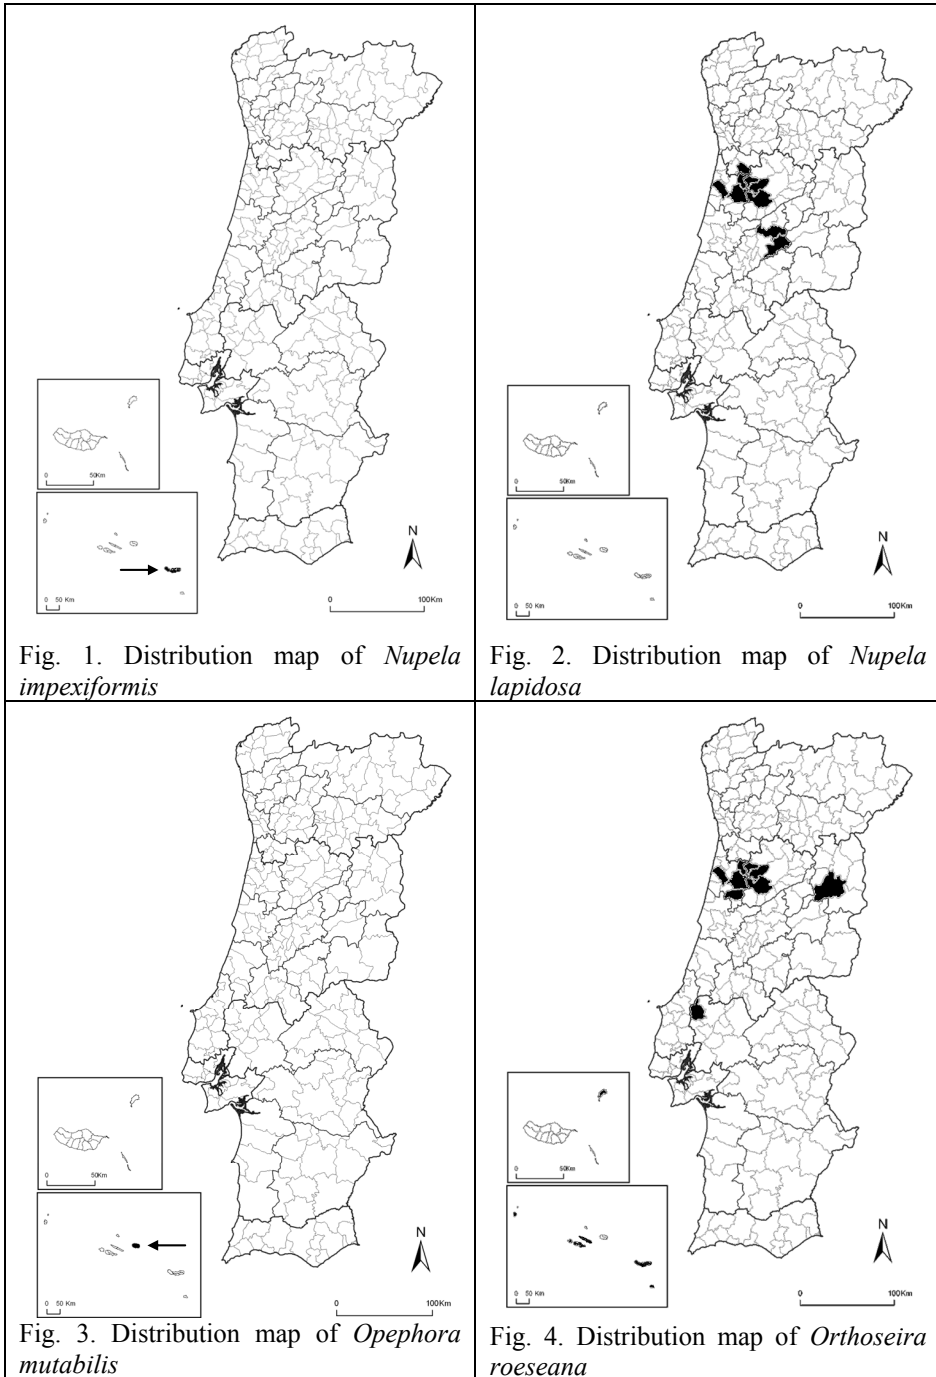 N
0 50Km
0 50 Km
0 100Km
Fig. 1. Distribution map of Nupela
impexiformis
N
0 50Km
0 50 Km
0 100Km
Fig. 2. Distribution map of Nupela
lapidosa
N
0 50Km
0 50 Km
0 100Km
Fig. 3. Distribution map of Opephora
mutabilis
N
0 50Km
0 50 Km
0 100Km
Fig. 4. Distribution map of Orthoseira
roeseana